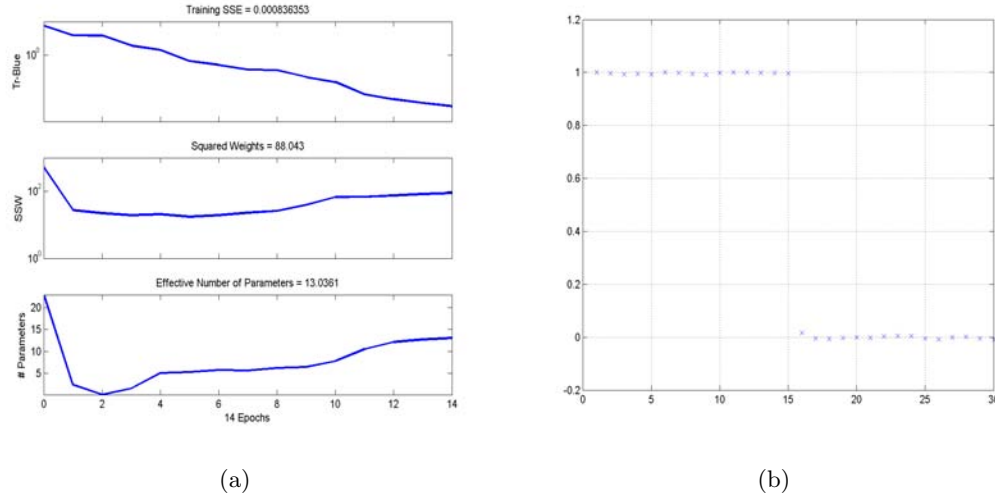 Training SSE = 0.000836353
10^0
Tr-Blue
Squared Weights = 88.043
10^2
10^0
SSW
Effective Number of Parameters = 13.0361
20
15
10
5
# Parameters
0 2 4 6 8 10 12 14
14 Epochs
(a)
1.2
1
0.8
0.6
0.4
0.2
0
-0.2
0 5 10 15 20 25 30
(b)